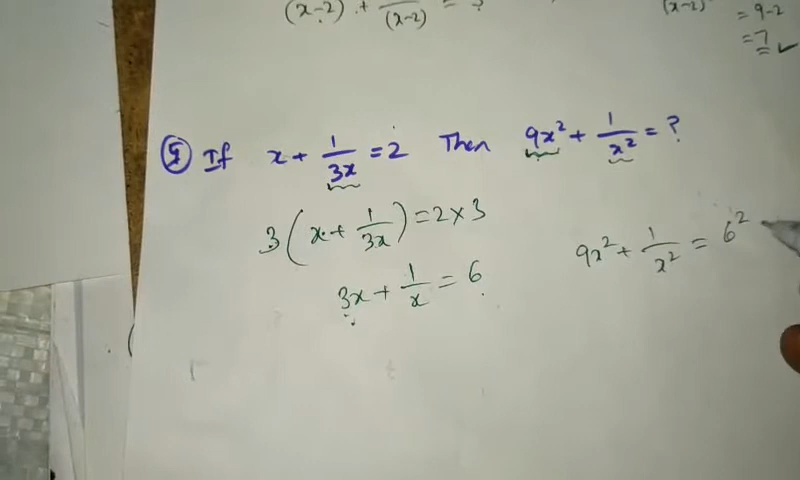 (x-2) + ——/(x-2) = ?
(x-2)
= 9-2
= 7 ✓
⑤ If x + 1/3x = 2 Then 9x² + 1/x² = ?
3(x + 1/3x) = 2 × 3
3x + 1/x = 6
9x² + 1/x² = 6²